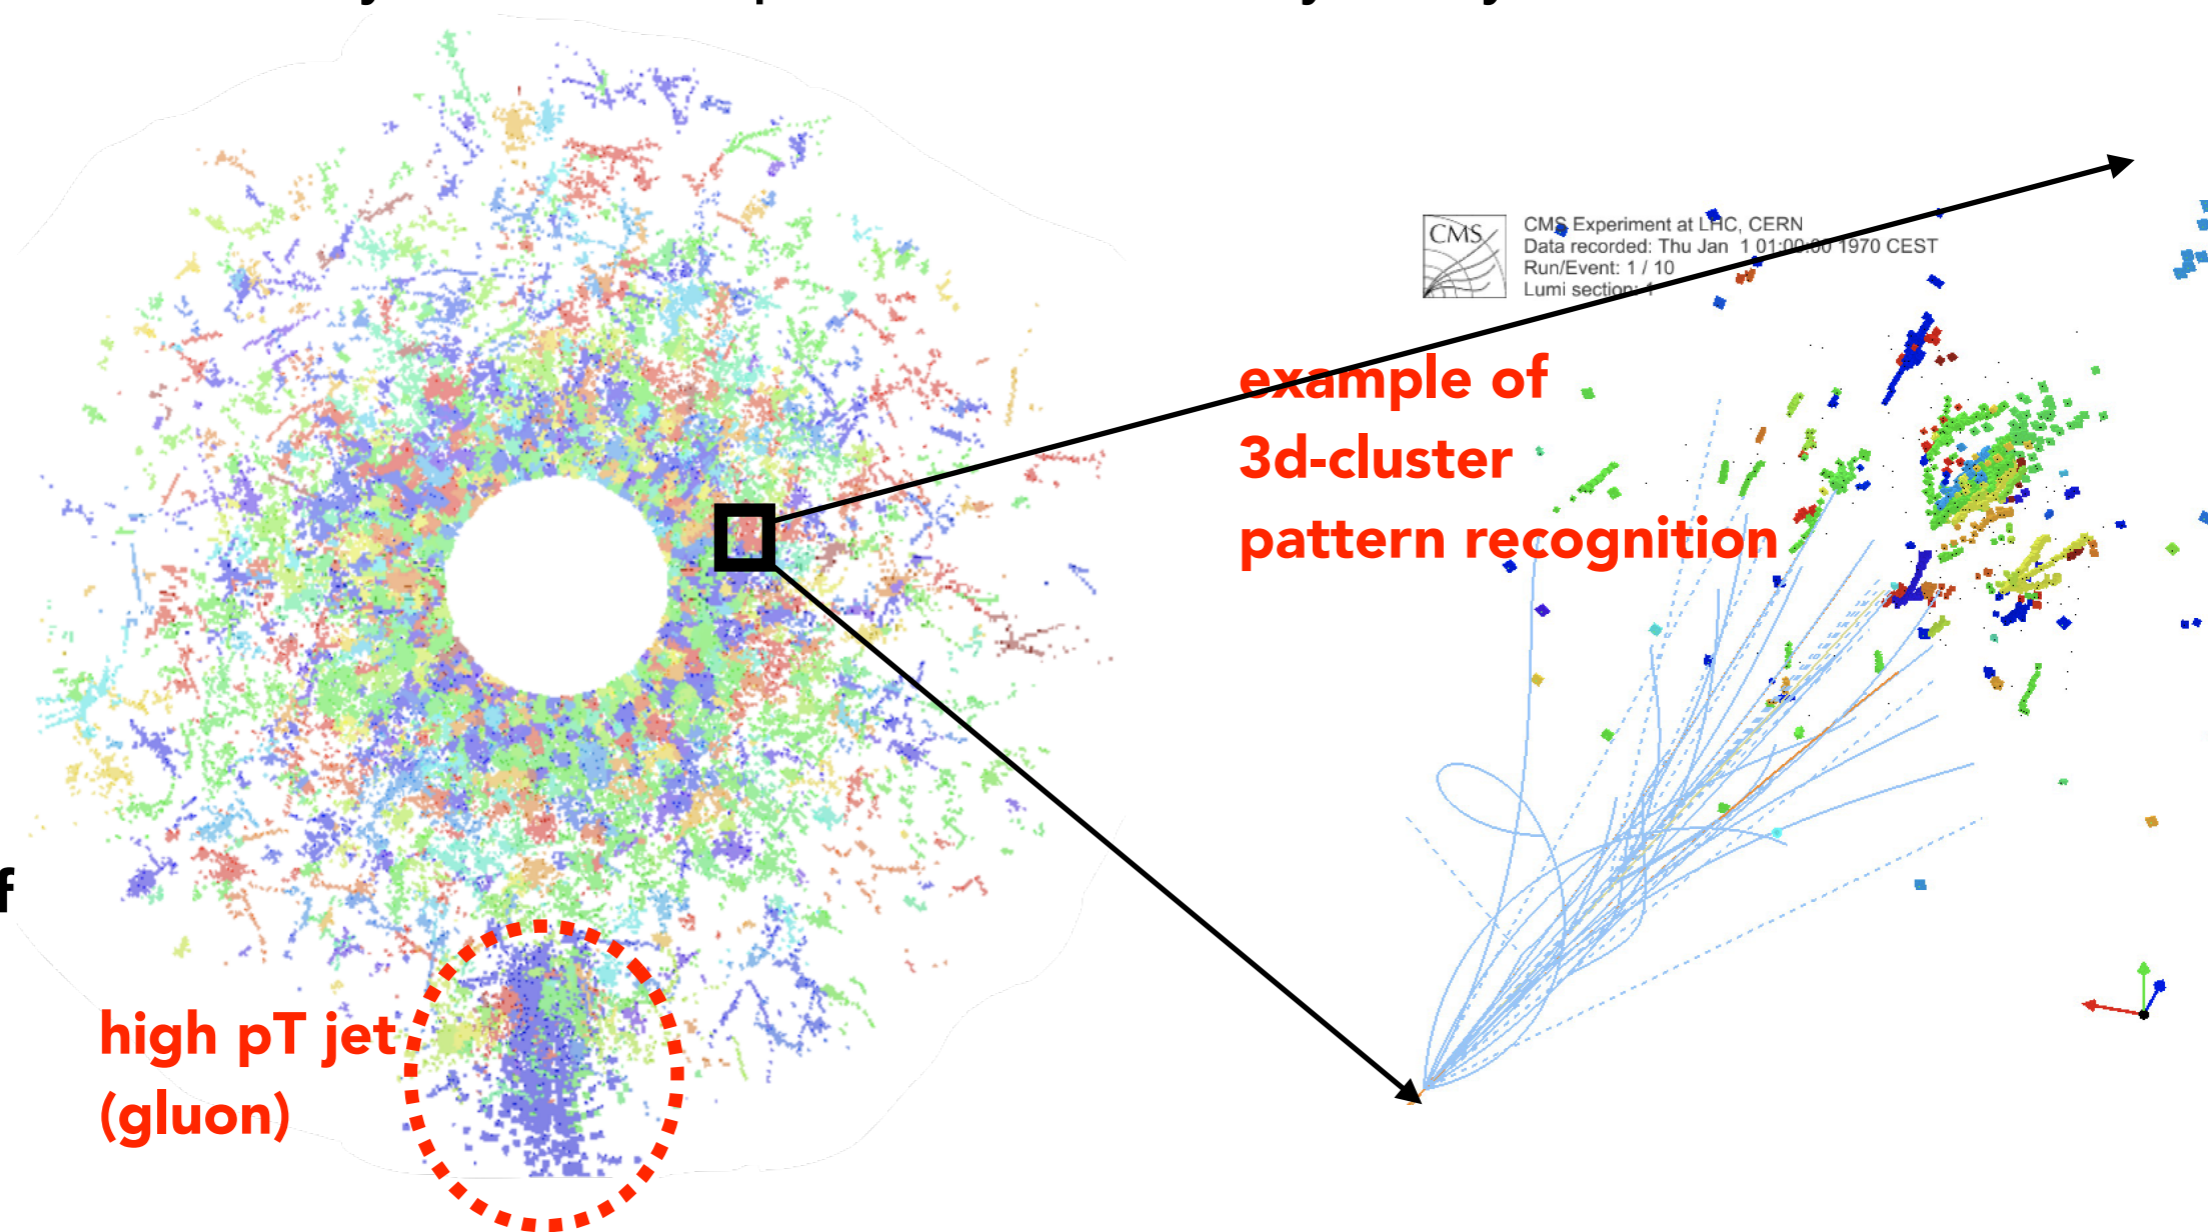 CMS
CMS Experiment at LHC, CERN
Data recorded: Thu Jan 1 01:00:00 1970 CEST
Run/Event: 1 / 10
Lumi section:
example of
3d-cluster
pattern recognition
f
high pT jet
(gluon)